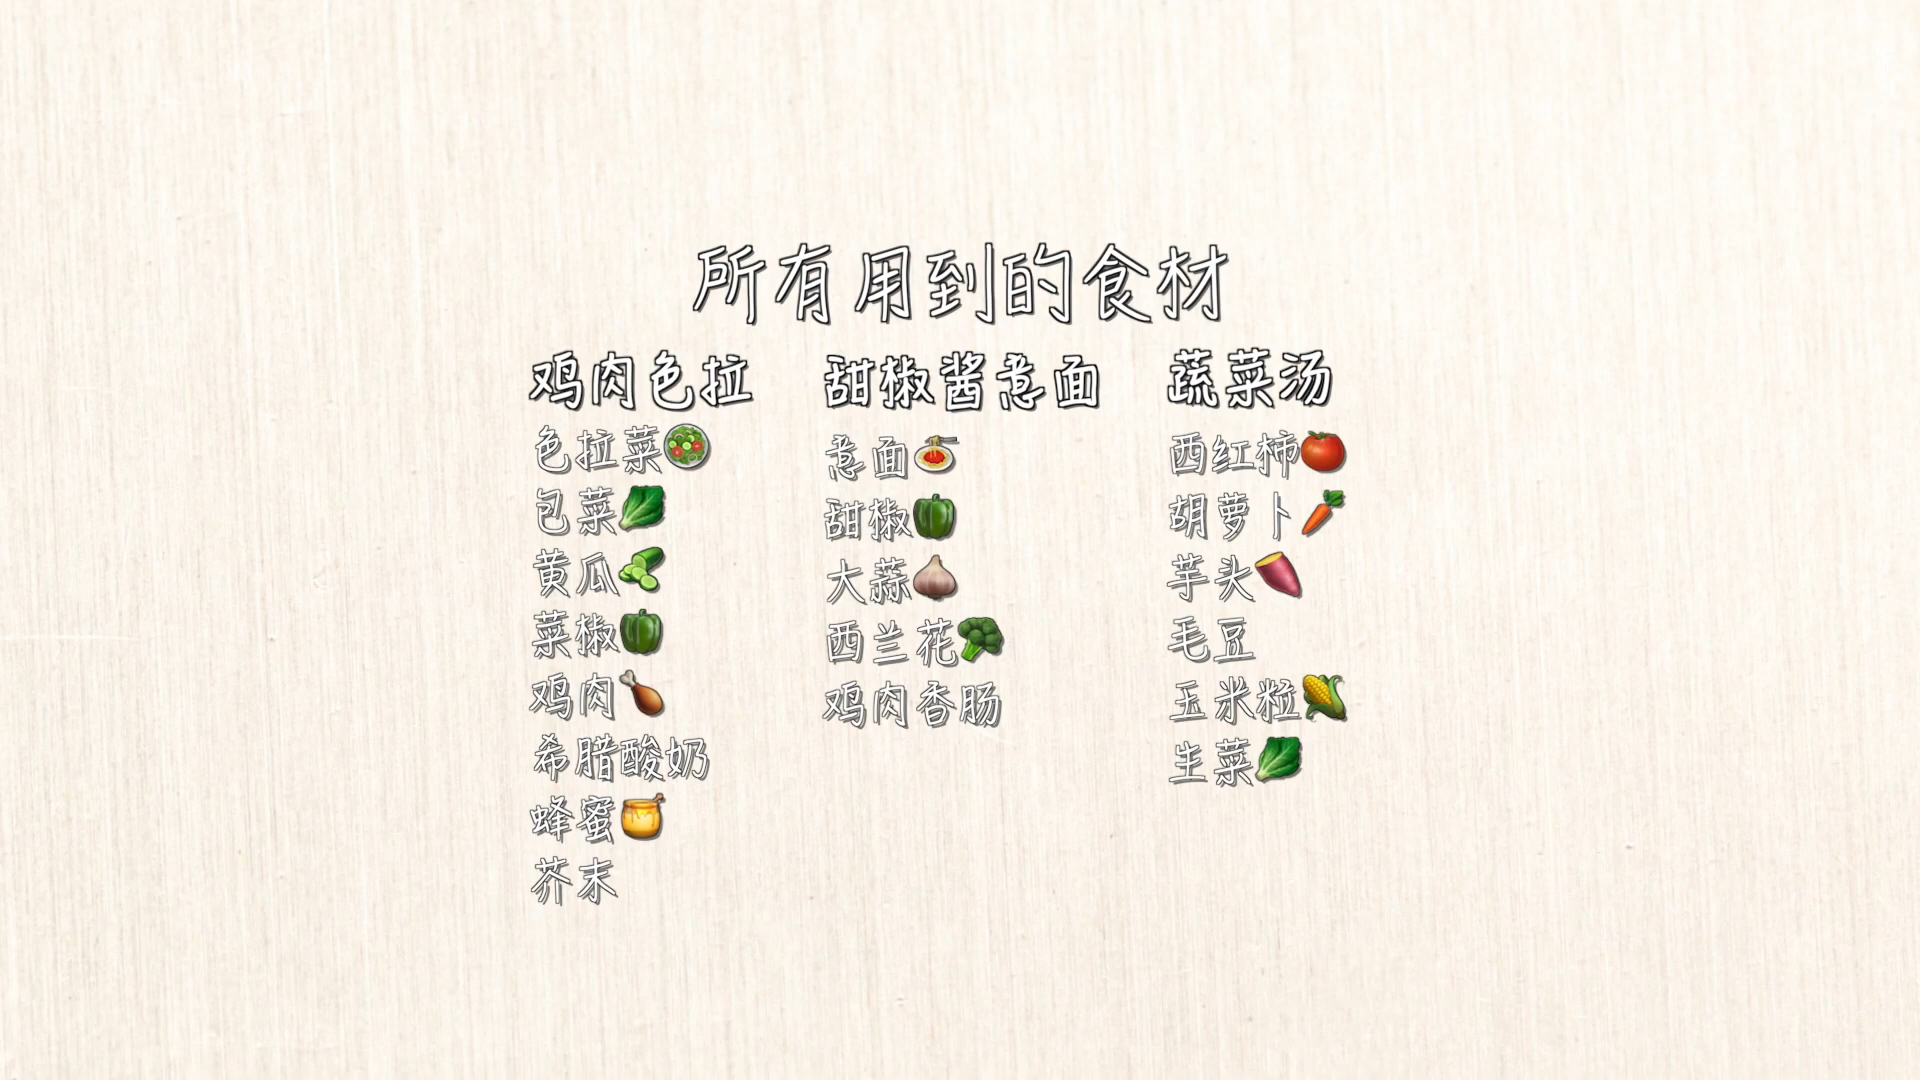 所有用到的食材
鸡肉色拉
色拉菜
包菜
黄瓜
菜椒
鸡肉
希腊酸奶
蜂蜜
芥末
甜椒酱意面
意面
甜椒
大蒜
西兰花
鸡肉香肠
蔬菜汤
西红柿
胡萝卜
芋头
毛豆
玉米粒
生菜